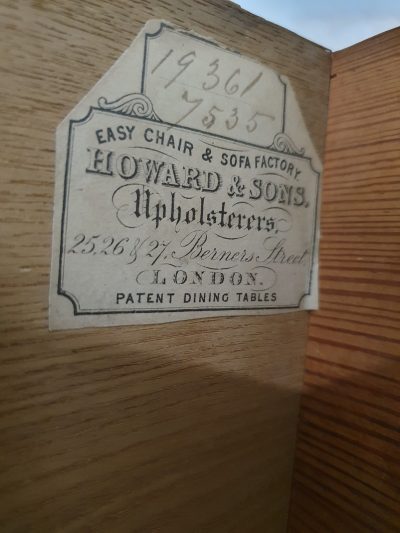 19361
7535
EASY CHAIR & SOFA FACTORY.
HOWARD & SONS.
Upholsterers,
25, 26 & 27, Berners Street
LONDON.
PATENT DINING TABLES